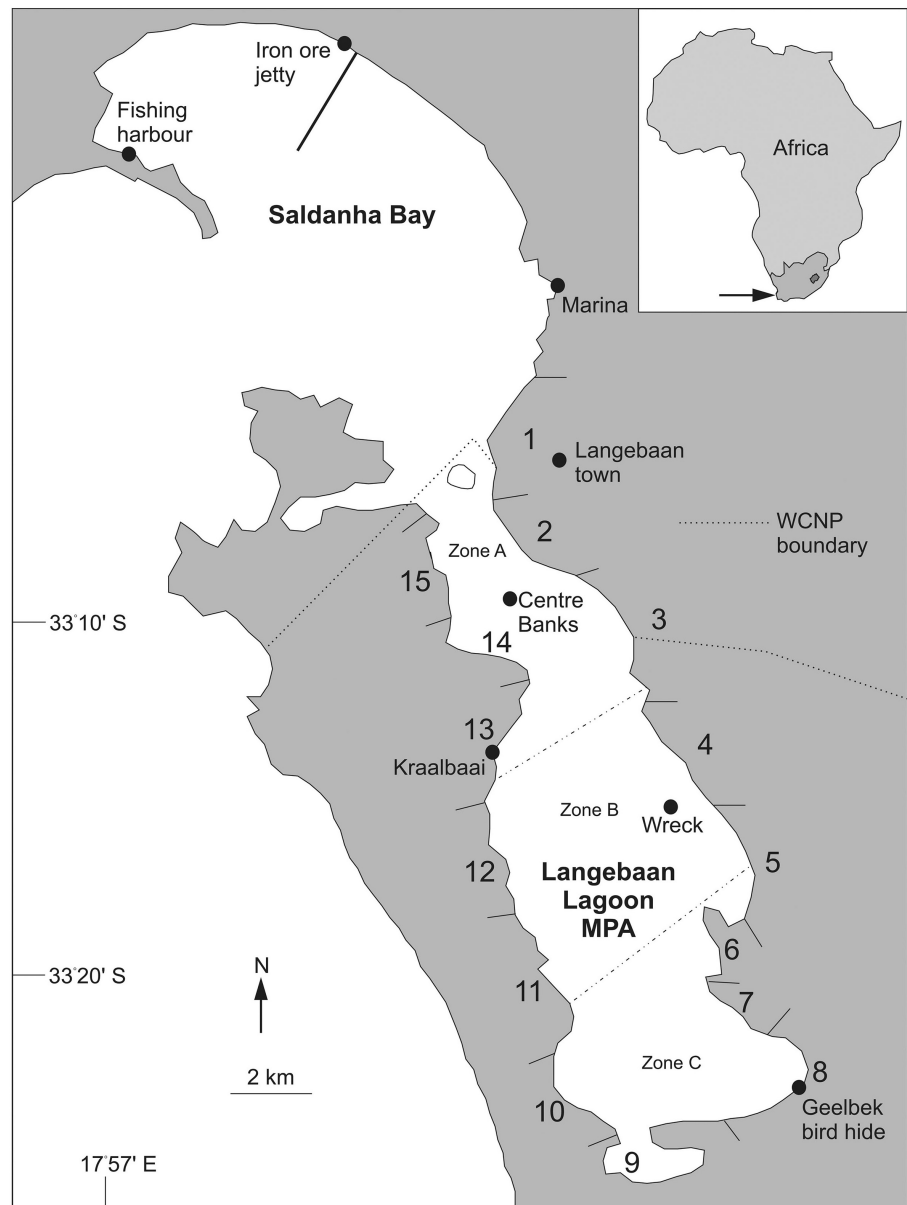 Iron ore
jetty
Fishing
harbour
Africa
Saldanha Bay
Marina
1
Langebaan
town
WCNP
boundary
2
Zone A
15
Centre
Banks
33°10' S
3
14
13
4
Kraalbaai
Zone B
Wreck
12
5
Langebaan
Lagoon
MPA
6
N
33°20' S
11
7
2 km
Zone C
8
10
Geelbek
bird hide
17°57' E
9